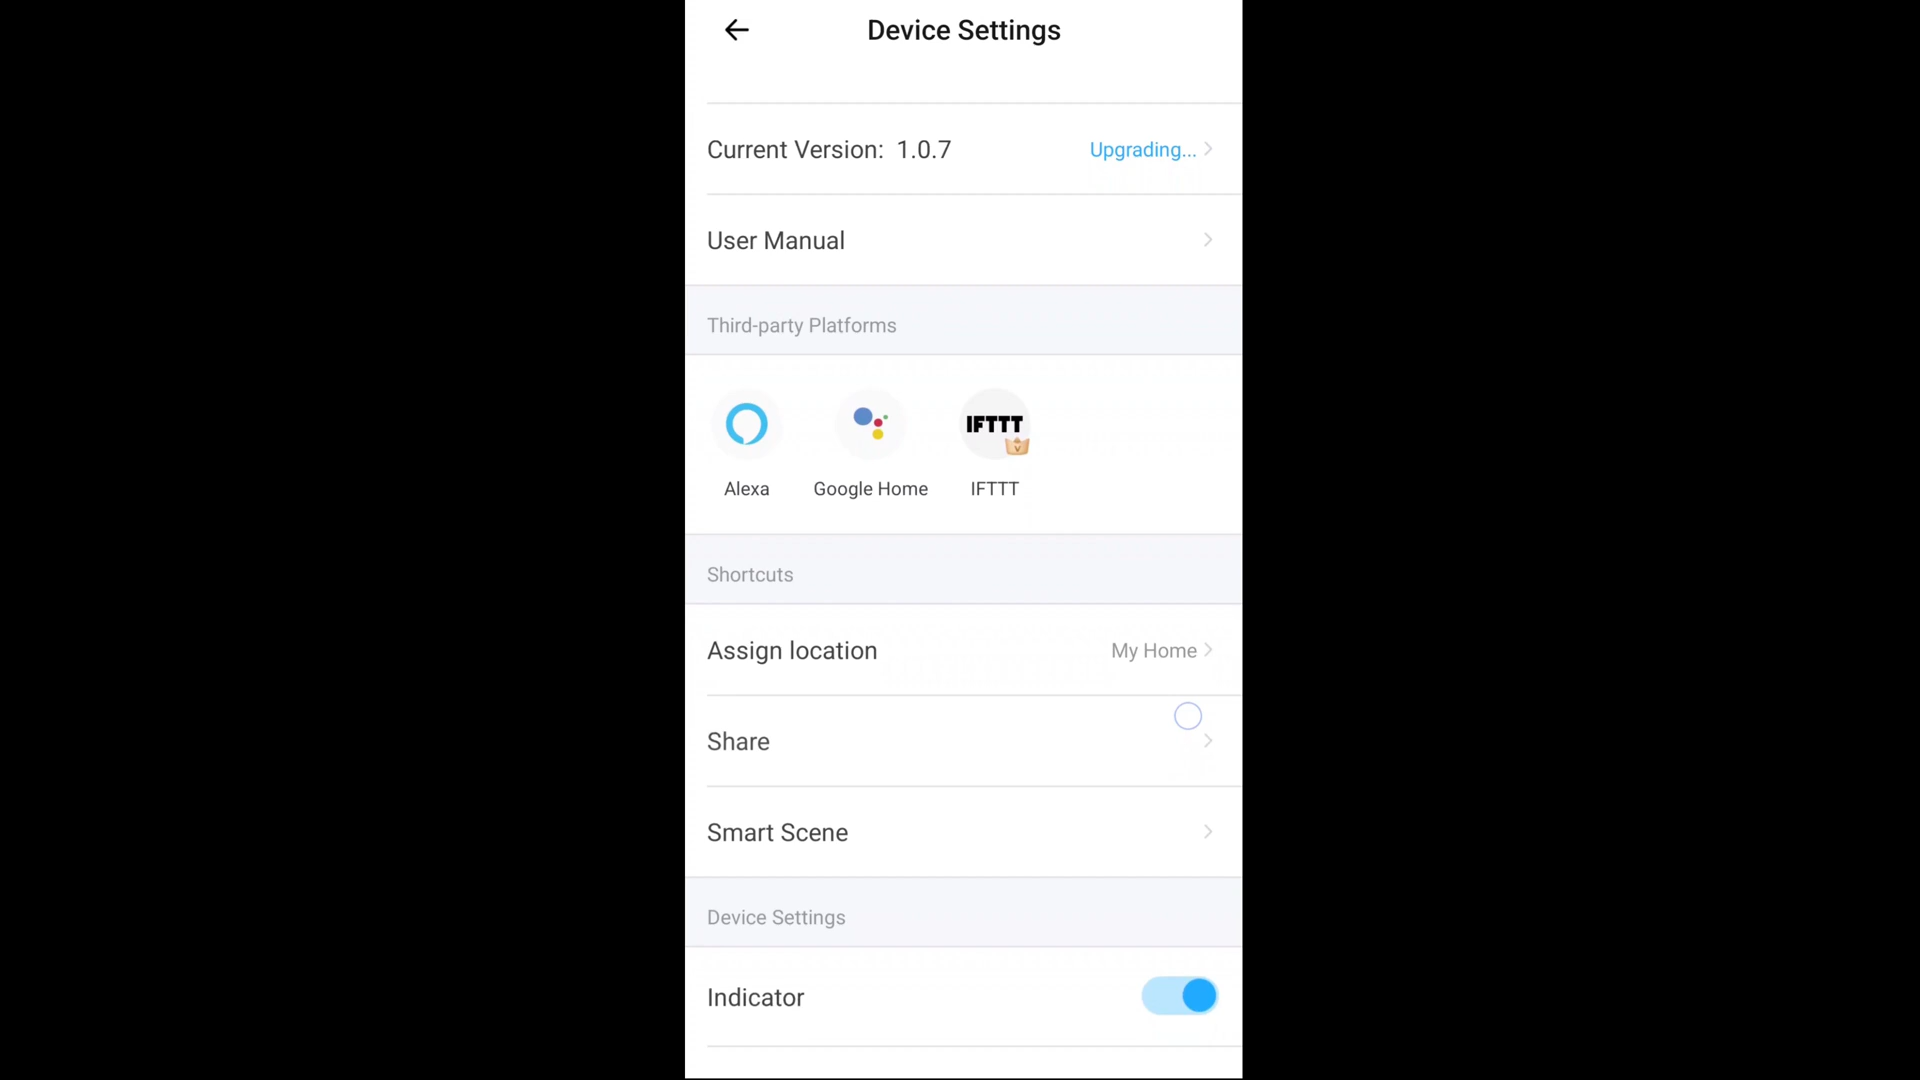 Device Settings
Current Version: 1.0.7 Upgrading...
User Manual
Third-party Platforms
IFTTT
Alexa Google Home IFTTT
Shortcuts
Assign location My Home
Share
Smart Scene
Device Settings
Indicator